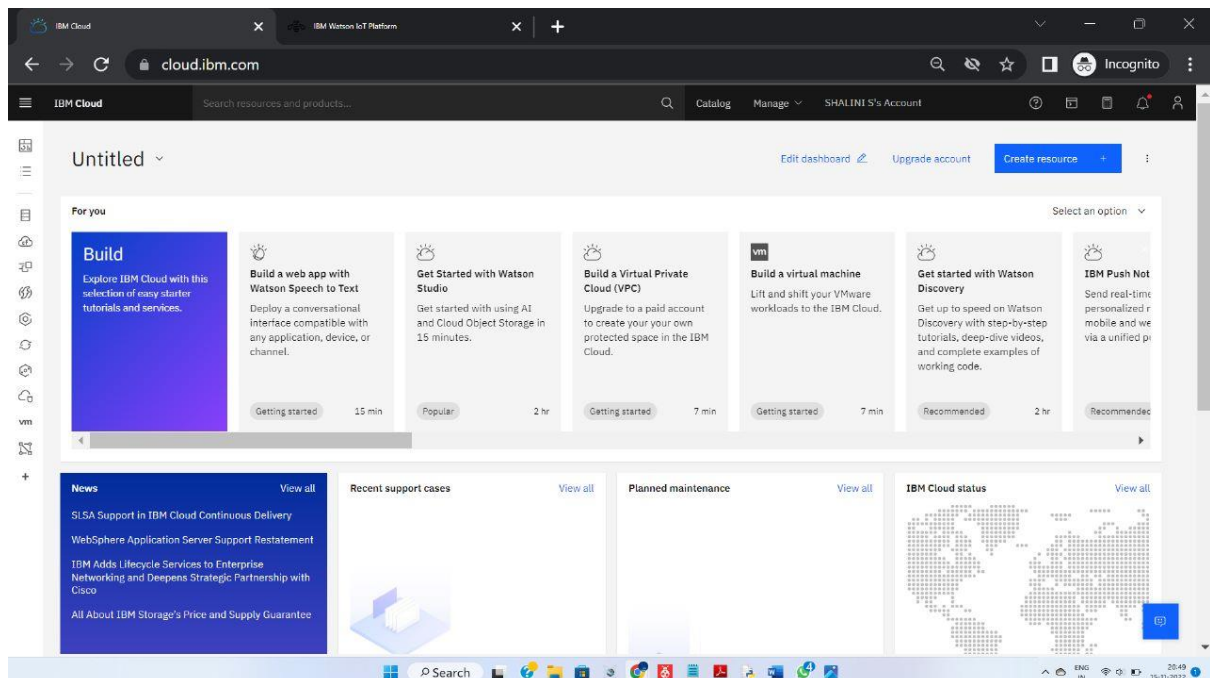 IBM Cloud
IBM Watson IoT Platform
cloud.ibm.com
Incognito
IBM Cloud
Search resources and products...
Catalog
Manage
SHALINI S's Account
Untitled
Edit dashboard
Upgrade account
Create resource +
For you
Select an option
Build
Explore IBM Cloud with this
selection of easy starter
tutorials and services.
Build a web app with
Watson Speech to Text
Deploy a conversational
interface compatible with
any application, device, or
channel.
Getting started
15 min
Get Started with Watson
Studio
Get started with using AI
and Cloud Object Storage in
15 minutes.
Popular
2 hr
Build a Virtual Private
Cloud (VPC)
Upgrade to a paid account
to create your your own
protected space in the IBM
Cloud.
Getting started
7 min
vm
Build a virtual machine
Lift and shift your VMware
workloads to the IBM Cloud.
Getting started
7 min
Get started with Watson
Discovery
Get up to speed on Watson
Discovery with step-by-step
tutorials, deep-dive videos,
and complete examples of
working code.
Recommended
2 hr
IBM Push Not
Send real-time
personalized
mobile and we
via a unified
Recommended
vm
News
View all
SLSA Support in IBM Cloud Continuous Delivery
WebSphere Application Server Support Restatement
IBM Adds Lifecycle Services to Enterprise
Networking and Deepens Strategic Partnership with
Cisco
All About IBM Storage's Price and Supply Guarantee
Recent support cases
View all
Planned maintenance
View all
IBM Cloud status
View all
Search
4
ENG
IN
20:49
15-11-2022
1